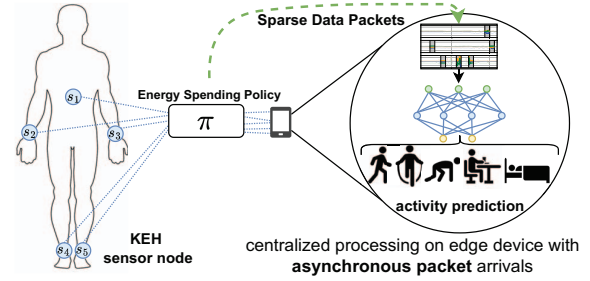 Sparse Data Packets
Energy Spending Policy
π
s1
s2
s3
s4
s5
KEH
sensor node
activity prediction
centralized processing on edge device with
asynchronous packet arrivals